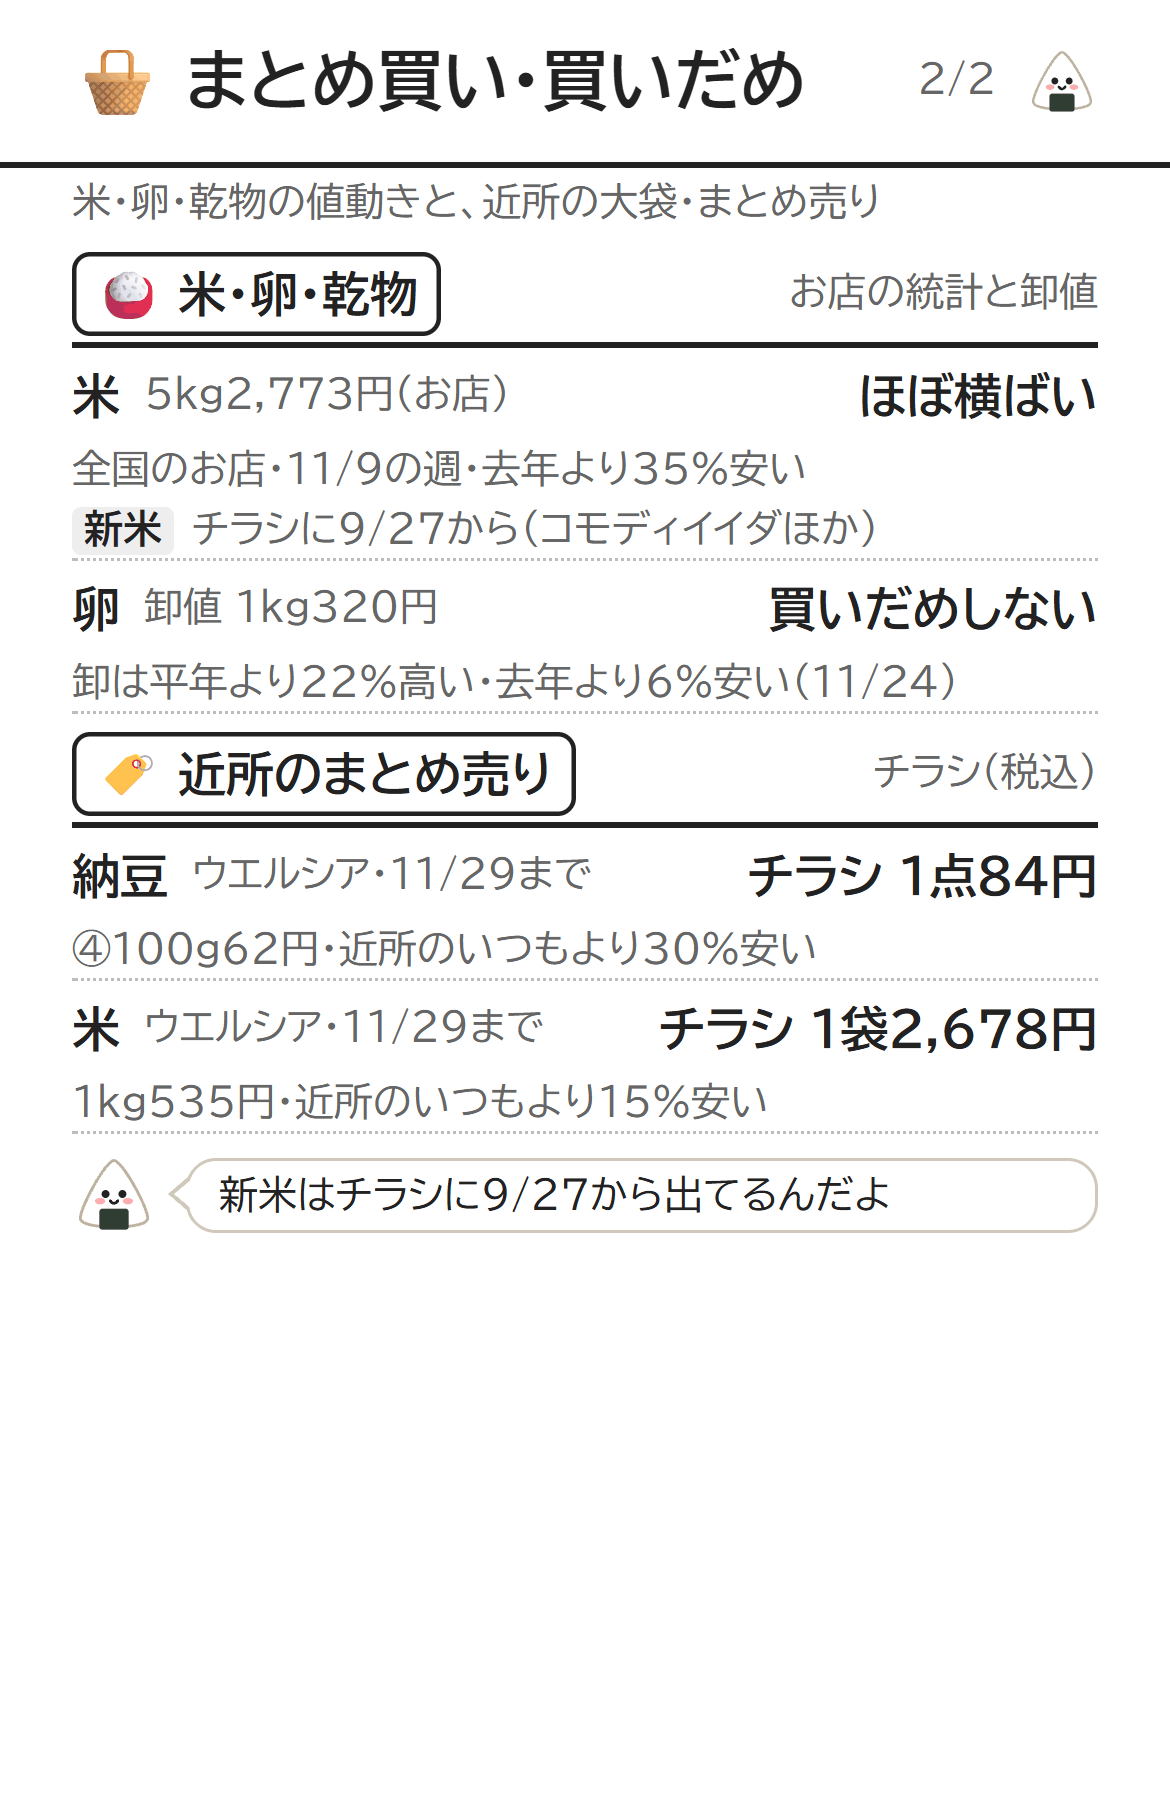 まとめ買い・買いだめ 2/2
米・卵・乾物の値動きと、近所の大袋・まとめ売り
米・卵・乾物 お店の統計と卸値
米 5kg2,773円(お店) ほぼ横ばい
全国のお店・11/9の週・去年より35%安い
新米 チラシに9/27から(コモディイイダほか)
卵 卸値 1kg320円 買いだめしない
卸は平年より22%高い・去年より6%安い(11/24)
近所のまとめ売り チラシ(税込)
納豆 ウエルシア・11/29まで チラシ 1点84円
④100g62円・近所のいつもより30%安い
米 ウエルシア・11/29まで チラシ 1袋2,678円
1kg535円・近所のいつもより15%安い
新米はチラシに9/27から出てるんだよ